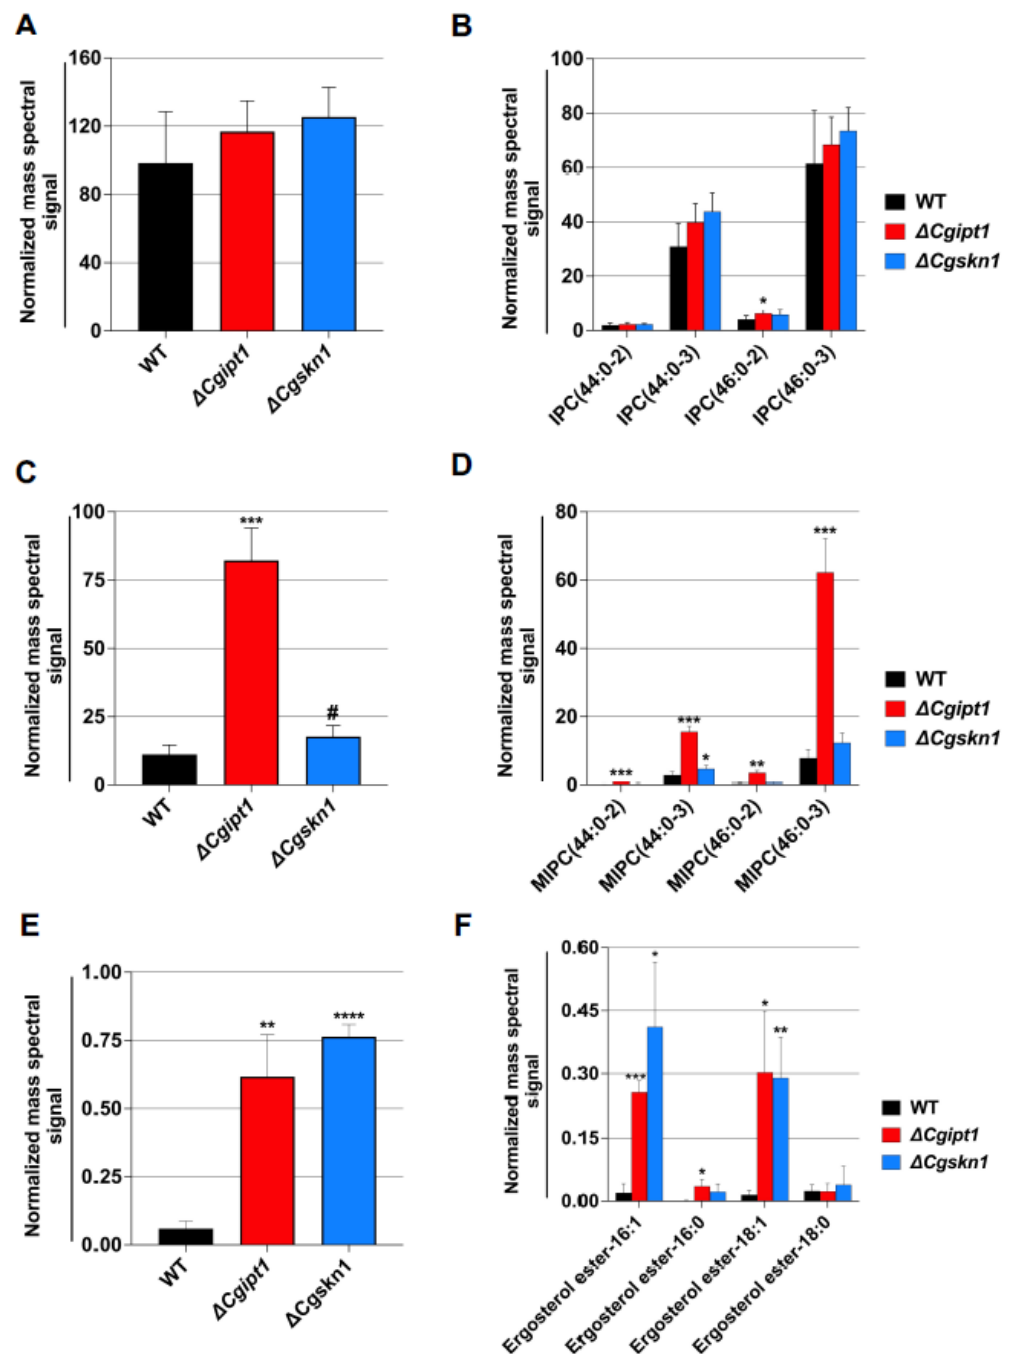 A
Normalized mass spectral
signal
160
120
80
40
0
WT
ΔCgipt1
ΔCgskn1
B
Normalized mass spectral
signal
100
80
60
40
20
0
*
IPC(44:0-2)
IPC(44:0-3)
IPC(46:0-2)
IPC(46:0-3)
WT
ΔCgipt1
ΔCgskn1
C
Normalized mass spectral
signal
100
75
50
25
0
***
#
WT
ΔCgipt1
ΔCgskn1
D
Normalized mass spectral
signal
80
60
40
20
0
***
***
*
**
***
MIPC(44:0-2)
MIPC(44:0-3)
MIPC(46:0-2)
MIPC(46:0-3)
WT
ΔCgipt1
ΔCgskn1
E
Normalized mass spectral
signal
1.00
0.75
0.50
0.25
0.00
**
****
WT
ΔCgipt1
ΔCgskn1
F
Normalized mass spectral
signal
0.60
0.45
0.30
0.15
0.00
***
*
*
*
**
Ergosterol ester-16:1
Ergosterol ester-16:0
Ergosterol ester-18:1
Ergosterol ester-18:0
WT
ΔCgipt1
ΔCgskn1